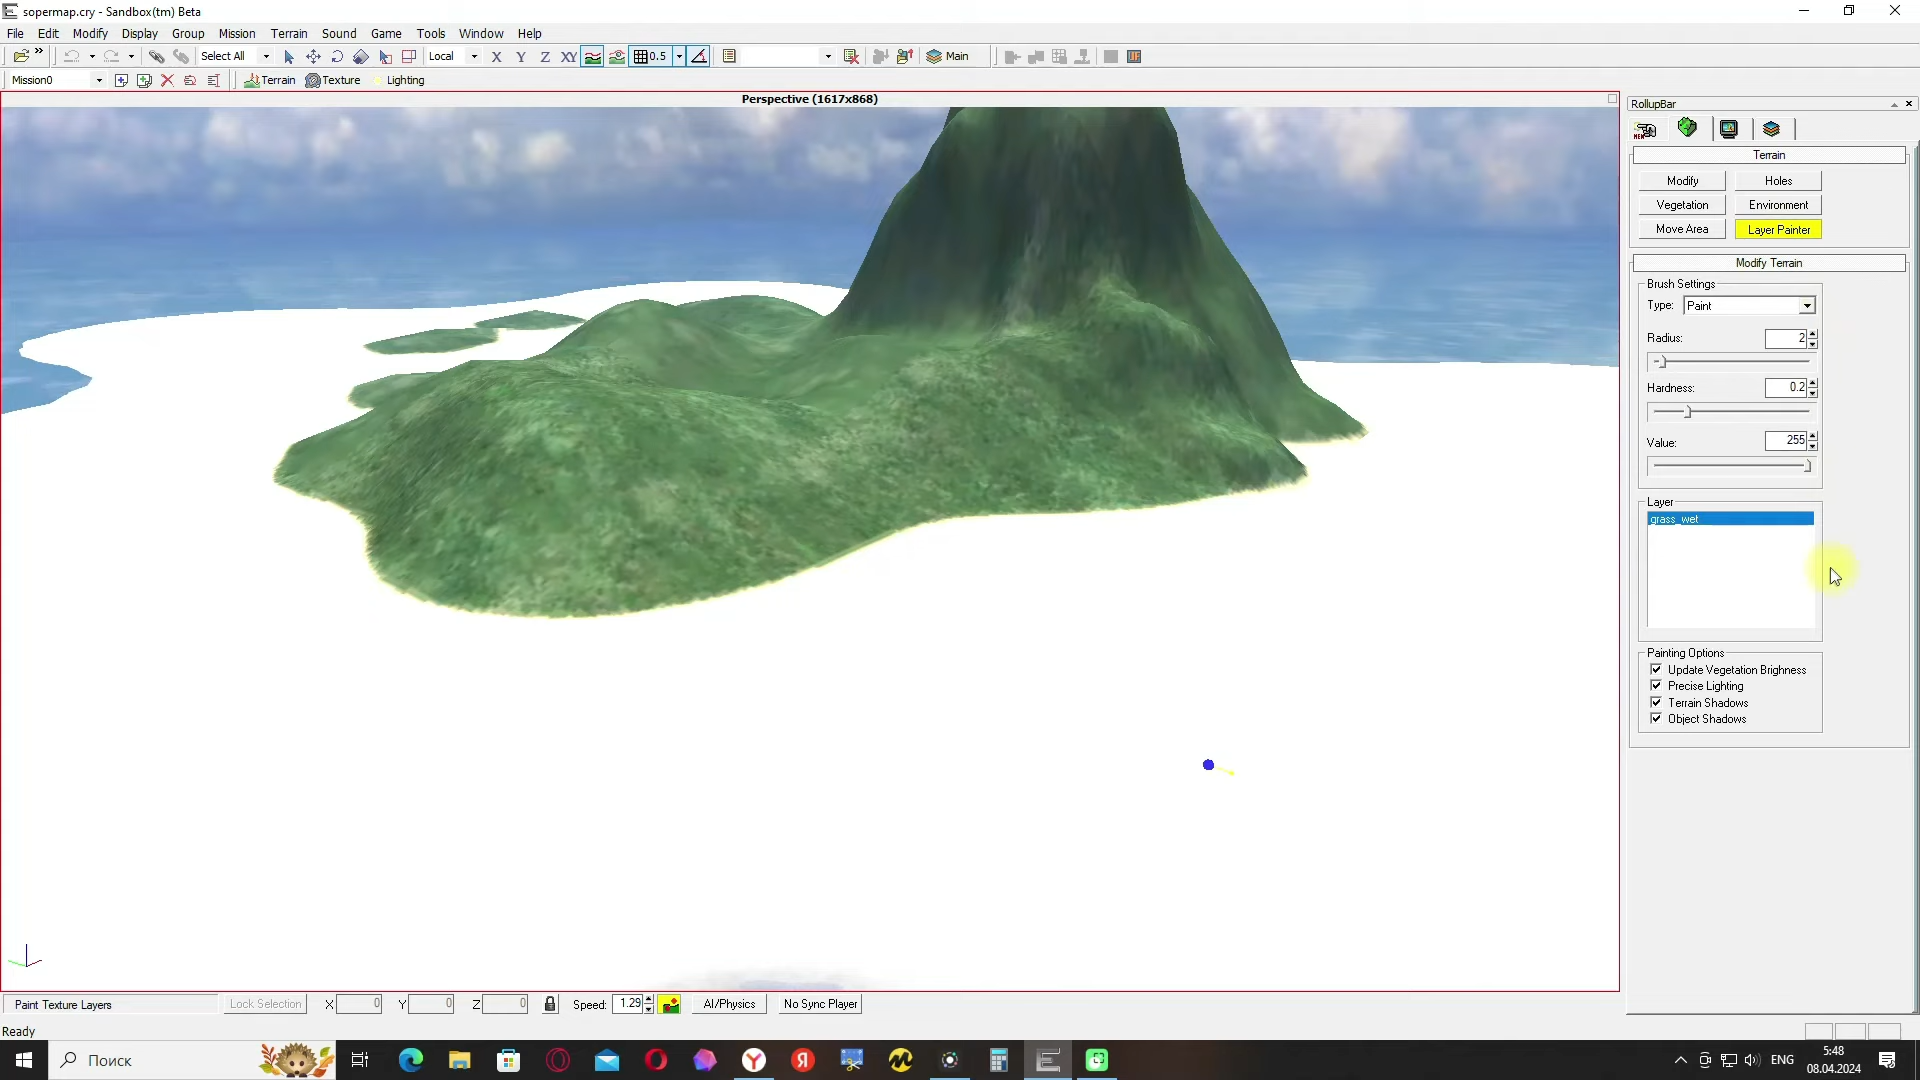 sopermap.cry - Sandbox(tm) Beta
File Edit Modify Display Group Mission Terrain Sound Game Tools Window Help
Select All Local X Y Z XY 0.5 Main
Mission0 Terrain Texture Lighting
Perspective (1617x868)
RollupBar
Terrain
Modify Holes
Vegetation Environment
Move Area Layer Painter
Modify Terrain
Brush Settings
Type: Paint
Radius: 2
Hardness: 0.2
Value: 255
Layer
grass_wet
Painting Options
Update Vegetation Brighness
Precise Lighting
Terrain Shadows
Object Shadows
Paint Texture Layers Lock Selection X 0 Y 0 Z 0 Speed: 1.29 AI/Physics No Sync Player
Ready
Поиск ENG 5:48
08.04.2024